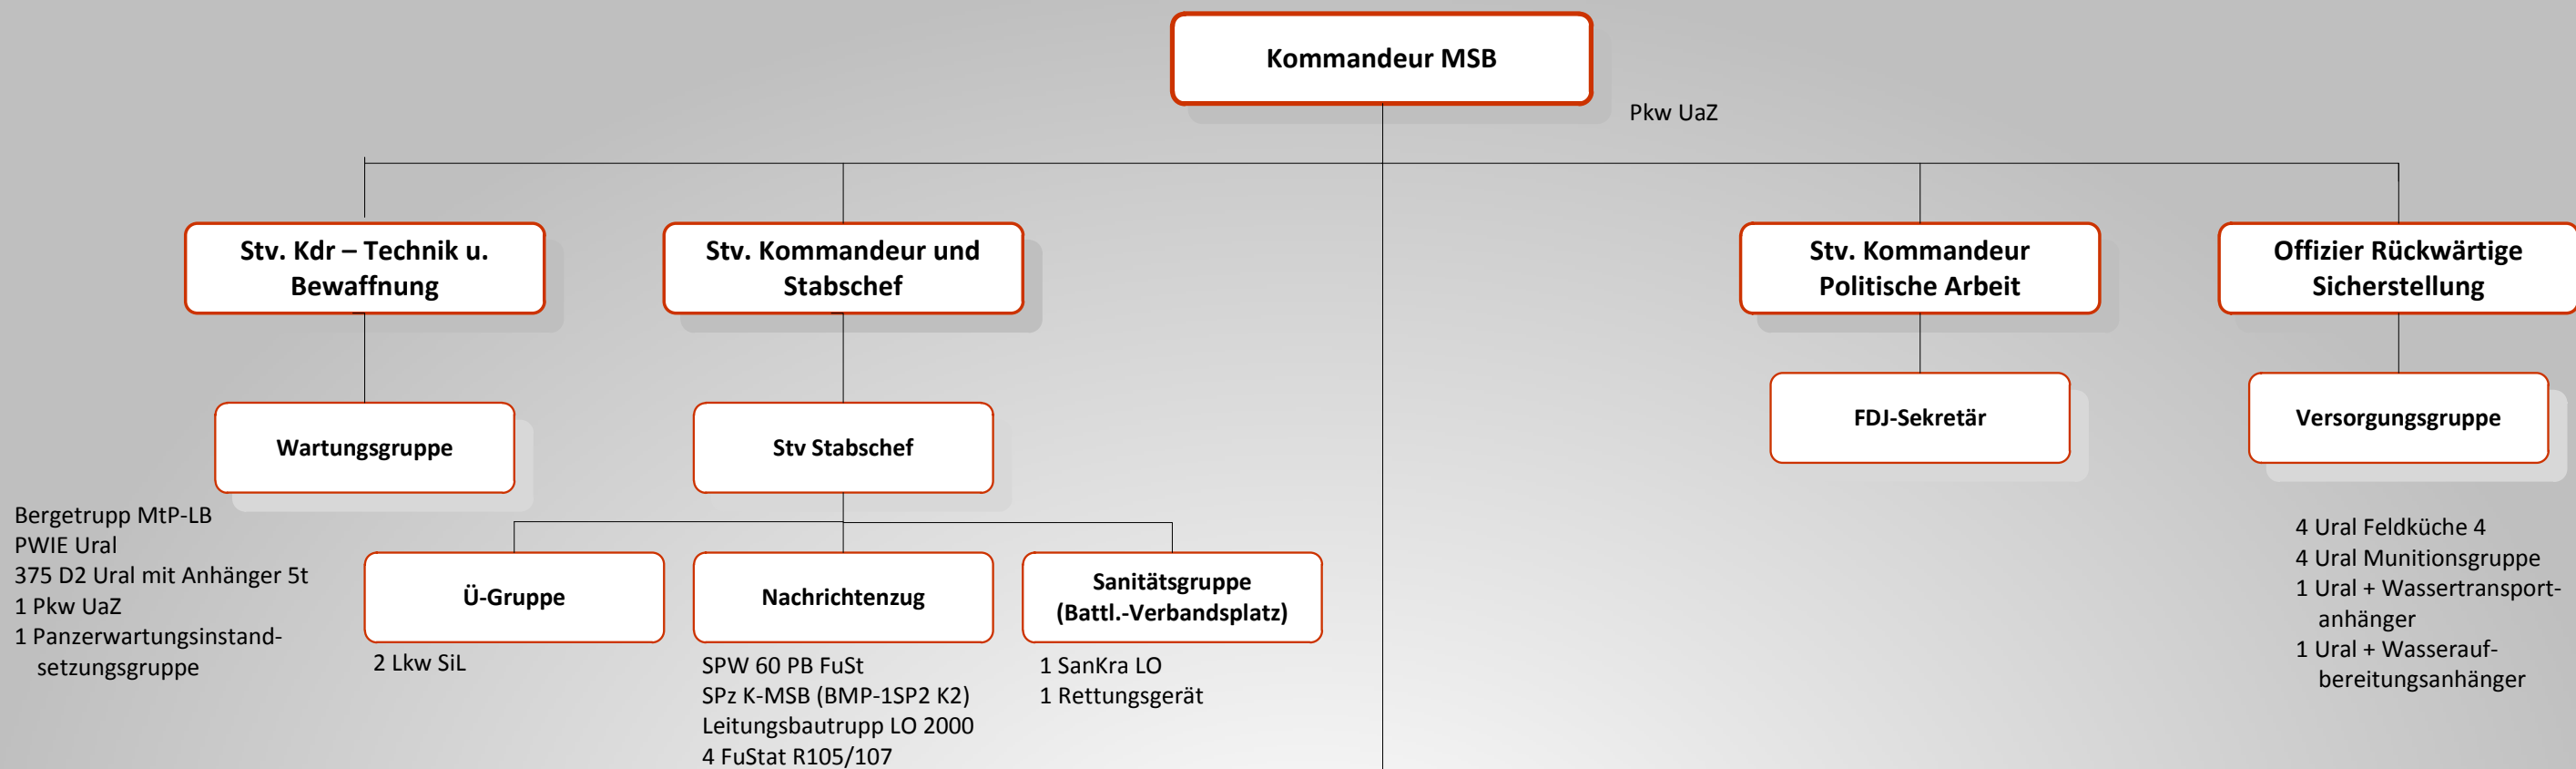 Kommandeur MSB
Pkw UaZ
Stv. Kdr – Technik u.
Bewaffnung
Stv. Kommandeur und
Stabschef
Stv. Kommandeur
Politische Arbeit
Offizier Rückwärtige
Sicherstellung
Wartungsgruppe
Stv Stabschef
FDJ-Sekretär
Versorgungsgruppe
Bergetrupp MtP-LB
PWIE Ural
375 D2 Ural mit Anhänger 5t
1 Pkw UaZ
1 Panzerwartungsinstand-
setzungsgruppe
Ü-Gruppe
2 Lkw SiL
Nachrichtenzug
SPW 60 PB FuSt
SPz K-MSB (BMP-1SP2 K2)
Leitungsbautrupp LO 2000
4 FuStat R105/107
Sanitätsgruppe
(Battl.-Verbandsplatz)
1 SanKra LO
1 Rettungsgerät
4 Ural Feldküche 4
4 Ural Munitionsgruppe
1 Ural + Wassertransport-
anhänger
1 Ural + Wasserauf-
bereitungsanhänger